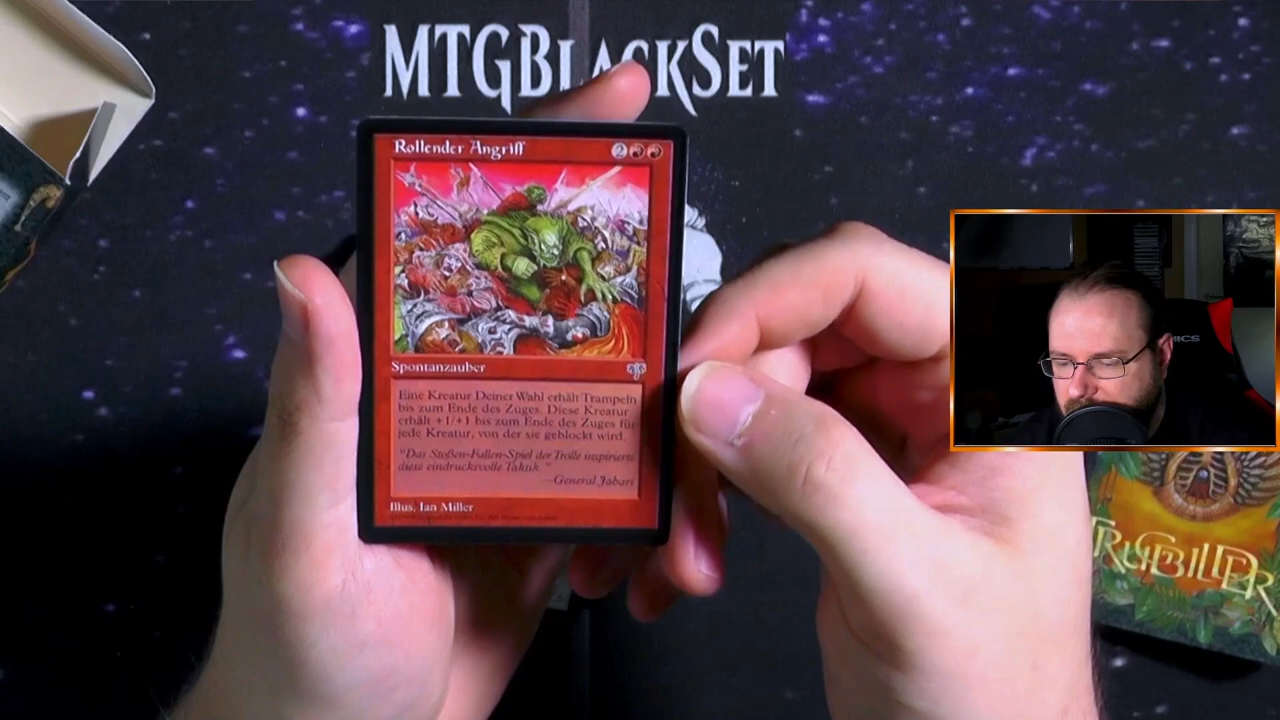 MTGBlackSet
Rollender Angriff
2
Spontanzauber
Eine Kreatur Deiner Wahl erhält Trampeln
bis zum Ende des Zuges. Diese Kreatur
erhält +1/+1 bis zum Ende des Zuges für
jede Kreatur, von der sie geblockt wird.
"Das Stoßen-Fallen-Spiel der Trolle inspirierte
diese eindrucksvolle Taktik."
—General Jabari
Illus. Ian Miller
TRUGBILDER